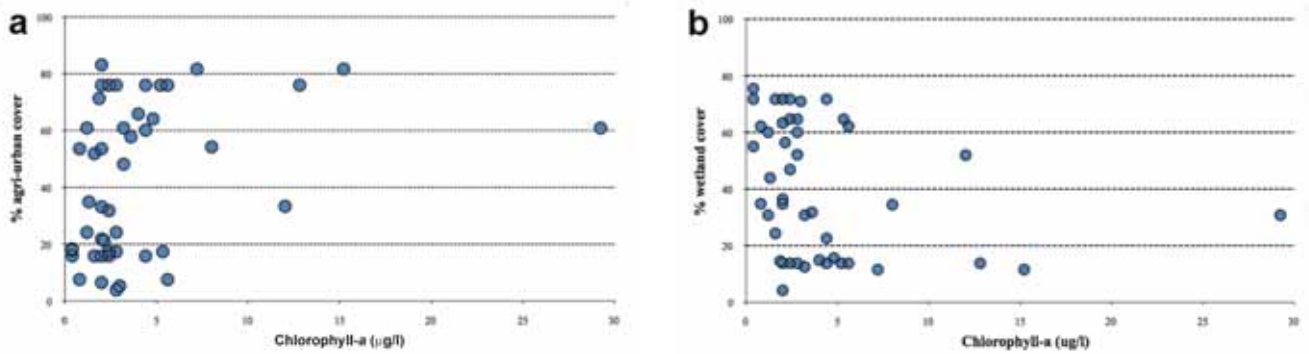 a
100
80
60
40
20
0
% agri-urban cover
0 5 10 15 20 25 30
Chlorophyll-a (μg/l)
b
100
80
60
40
20
0
% wetland cover
0 5 10 15 20 25 30
Chlorophyll-a (ug/l)